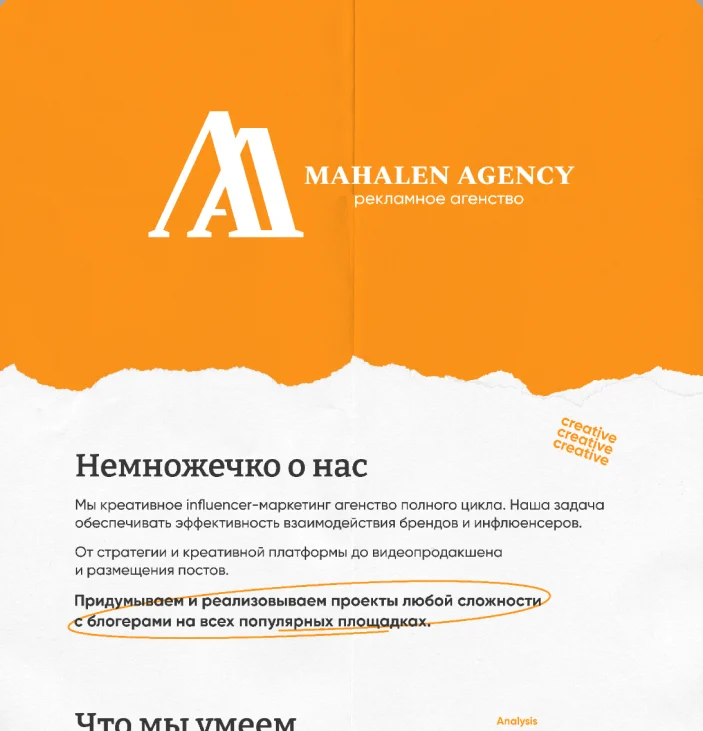 MAHALEN AGENCY
рекламное агенство
creative
creative
creative
Немножечко о нас
Мы креативное influencer-маркетинг агенство полного цикла. Наша задача
обеспечивать эффективность взаимодействия брендов и инфлюенсеров.
От стратегии и креативной платформы до видеопродакшена
и размещения постов.
Придумываем и реализовываем проекты любой сложности
с блогерами на всех популярных площадках.
Что мы умеем
Analysis